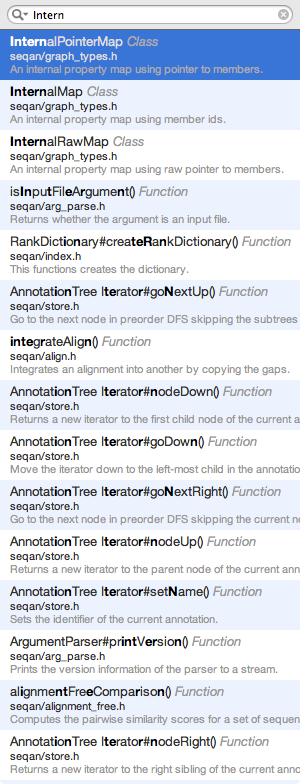 Intern
InternalPointerMap Class
seqan/graph_types.h
An internal property map using pointer to members.
InternalMap Class
seqan/graph_types.h
An internal property map using member ids.
InternalRawMap Class
seqan/graph_types.h
An internal property map using raw pointer to members.
isInputFileArgument() Function
seqan/arg_parse.h
Returns whether the argument is an input file.
RankDictionary#createRankDictionary() Function
seqan/index.h
This functions creates the dictionary.
AnnotationTree Iterator#goNextUp() Function
seqan/store.h
Go to the next node in preorder DFS skipping the subtrees
integrateAlign() Function
seqan/align.h
Integrates an alignment into another by copying the gaps.
AnnotationTree Iterator#nodeDown() Function
seqan/store.h
Returns a new iterator to the first child node of the current a
AnnotationTree Iterator#goDown() Function
seqan/store.h
Move the iterator down to the left-most child in the annotatio
AnnotationTree Iterator#goNextRight() Function
seqan/store.h
Go to the next node in preorder DFS skipping the current n
AnnotationTree Iterator#nodeUp() Function
seqan/store.h
Returns a new iterator to the parent node of the current anno
AnnotationTree Iterator#setName() Function
seqan/store.h
Sets the identifier of the current annotation.
ArgumentParser#printVersion() Function
seqan/arg_parse.h
Prints the version information of the parser to a stream.
alignmentFreeComparison() Function
seqan/alignment_free.h
Computes the pairwise similarity scores for a set of sequen
AnnotationTree Iterator#nodeRight() Function
seqan/store.h
Returns a new iterator to the right sibling of the current anno